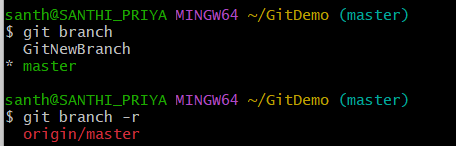 santh@SANTHI_PRIYA MINGW64 ~/GitDemo (master)
$ git branch
  GitNewBranch
* master

santh@SANTHI_PRIYA MINGW64 ~/GitDemo (master)
$ git branch -r
  origin/master